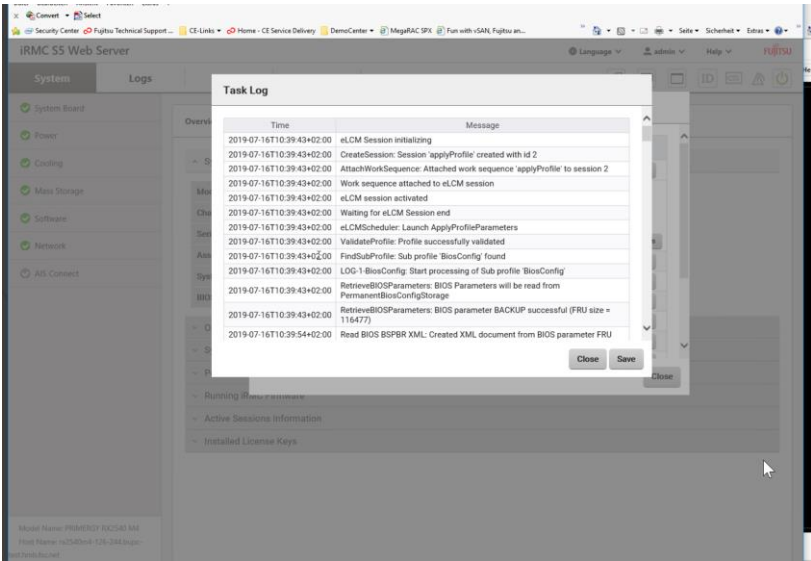 Convert Select
Security Center Fujitsu Technical Support ... CE-Links Home - CE Service Delivery DemoCenter MegaRAC SPX Fun with vSAN, Fujitsu an... Seite Sicherheit Extras
iRMC S5 Web Server Language admin Help FUJITSU
System Logs
System Board
Power
Cooling
Mass Storage
Software
Network
AIS Connect
Task Log
Time Message
2019-07-16T10:39:43+02:00 eLCM Session initializing
2019-07-16T10:39:43+02:00 CreateSession: Session 'applyProfile' created with id 2
2019-07-16T10:39:43+02:00 AttachWorkSequence: Attached work sequence 'applyProfile' to session 2
2019-07-16T10:39:43+02:00 Work sequence attached to eLCM session
2019-07-16T10:39:43+02:00 eLCM session activated
2019-07-16T10:39:43+02:00 Waiting for eLCM Session end
2019-07-16T10:39:43+02:00 eLCMScheduler: Launch ApplyProfileParameters
2019-07-16T10:39:43+02:00 ValidateProfile: Profile successfully validated
2019-07-16T10:39:43+02:00 FindSubProfile: Sub profile 'BiosConfig' found
2019-07-16T10:39:43+02:00 LOG-1-BiosConfig: Start processing of Sub profile 'BiosConfig'
2019-07-16T10:39:43+02:00 RetrieveBIOSParameters: BIOS Parameters will be read from
PermanentBiosConfigStorage
2019-07-16T10:39:43+02:00 RetrieveBIOSParameters: BIOS parameter BACKUP successful (FRU size =
116477)
2019-07-16T10:39:54+02:00 Read BIOS BSPBR XML: Created XML document from BIOS parameter FRU
Close Save
Close
Running iRMC Firmware
Active Sessions Information
Installed License Keys
Model Name: PRIMERGY RX2540 M4